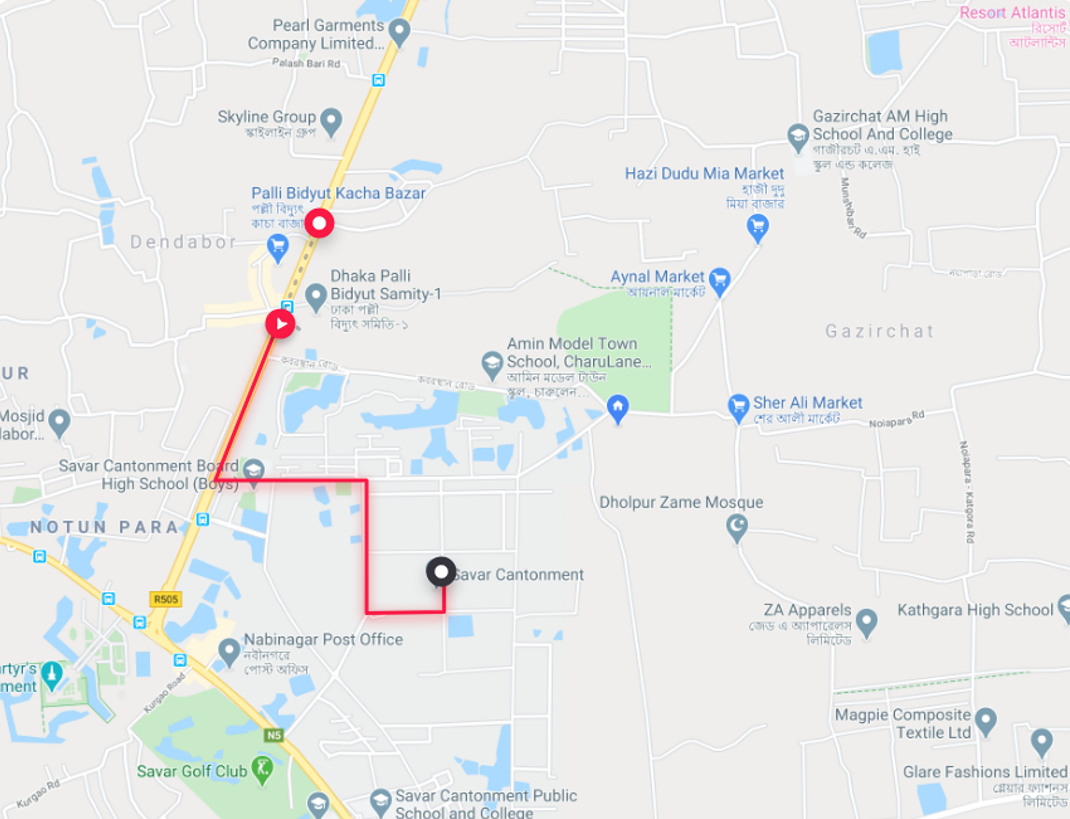 Resort Atlantis
রিসোর্ট
আটলান্টিস
Pearl Garments
Company Limited...
Palash Bari Rd
Skyline Group
স্কাইলাইন গ্রুপ
Gazirchat AM High
School And College
গাজীরচট এ.এম. হাই
স্কুল এন্ড কলেজ
Hazi Dudu Mia Market
হাজী দুদু
মিয়া বাজার
Munshibari Rd
Palli Bidyut Kacha Bazar
পল্লী বিদ্যুৎ
কাচা বাজার
Dendabor
Dhaka Palli
Bidyut Samity-1
ঢাকা পল্লী
বিদ্যুৎ সমিতি-১
Aynal Market
আয়নাল মার্কেট
নয়াপাড়া রোড
Gazirchat
Amin Model Town
School, CharuLane...
আমিন মডেল টাউন
স্কুল, চারুলেন...
কবরস্থান রোড
কবরস্থান রোড
UR
Mosjid
labor...
Sher Ali Market
শের আলী মার্কেট
Noiapara Rd
Noiapara - Katgora Rd
Savar Cantonment Board
High School (Boys)
NOTUN PARA
Dholpur Zame Mosque
Savar Cantonment
R505
ZA Apparels
জেড এ অ্যাপারেলস
লিমিটেড
Kathgara High School
Nabinagar Post Office
নবীনগরে
পোস্ট অফিস
rtyr's
ment
Kurgao Road
N5
Magpie Composite
Textile Ltd
Savar Golf Club
Glare Fashions Limited
গ্লেয়ার ফ্যাশনস
লিমিটেড
Kurgao Rd
Savar Cantonment Public
School and College